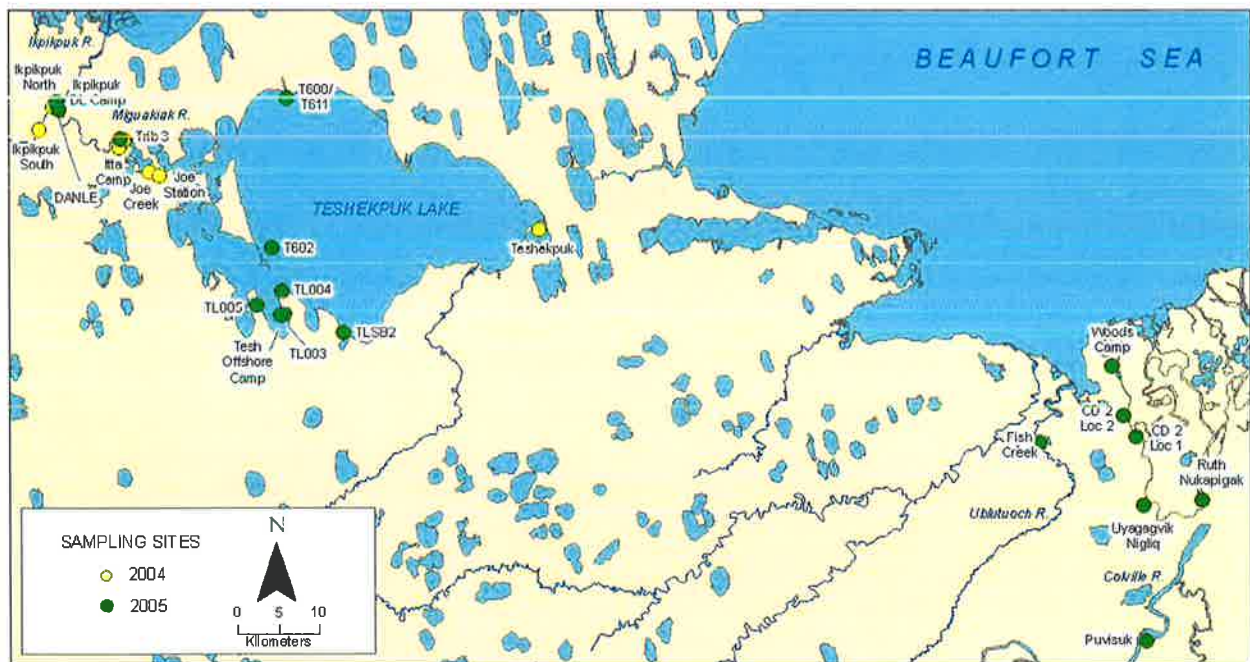 BEAUFORT SEA
Ikpikpuk R.
Ikpikpuk
North
Ikpikpuk
DL Camp
Miguakiak R.
Trib 3
Ikpikpuk
South
Itta
Camp
DANLE
Joe
Creek
Joe
Station
T600/
T611
TESHEKPUK LAKE
Teshekpuk
T602
TL004
TL005
TL003
Tesh
Offshore
Camp
TLSB2
Woods
Camp
CD 2
Loc 2
CD 2
Loc 1
Fish
Creek
Ruth
Nukapigak
Ublutuoch R.
Uyagagvik
Nigliq
Colville R.
Puviksuk
SAMPLING SITES
2004
2005
N
0 5 10
Kilometers